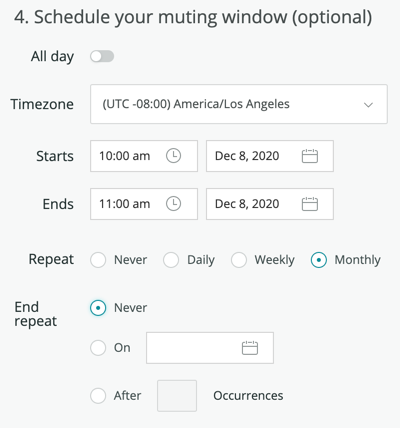 4. Schedule your muting window (optional)
All day
Timezone (UTC -08:00) America/Los Angeles
Starts 10:00 am Dec 8, 2020
Ends 11:00 am Dec 8, 2020
Repeat Never Daily Weekly Monthly
End repeat Never
On
After Occurrences